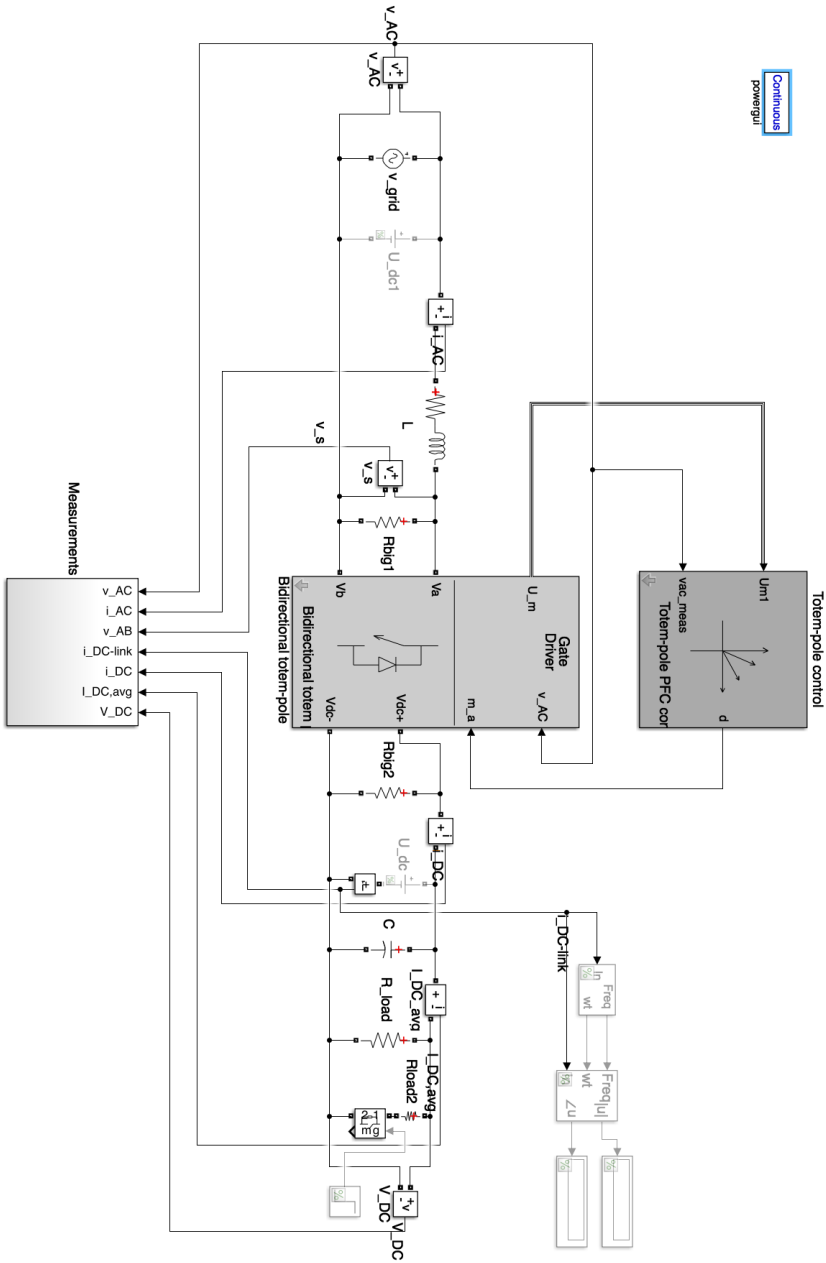 Continuous
powergui
v_AC
v+
-
v_AC
v_grid
U_dc1
i
+ -
i_AC
L
v_s
v+
-
v_s
Rbig1
Totem-pole control
Um1
vac_meas
d
Totem-pole PFC cor
Gate
Driver
U_m
v_AC
m_a
Va
Vb
Vdc+
Vdc-
Bidirectional totem
Bidirectional totem-pole
Rbig2
i
+ -
i_DC
U_dc
C
i
+ -
I_DC_avg
I_DC,avg
R_load
Rload2
+v
-
V_DC
V_DC
i_DC-link
Freq
In
wt
Freq
|u|
wt
∠u
Measurements
v_AC
i_AC
v_AB
i_DC-link
i_DC
I_DC,avg
V_DC